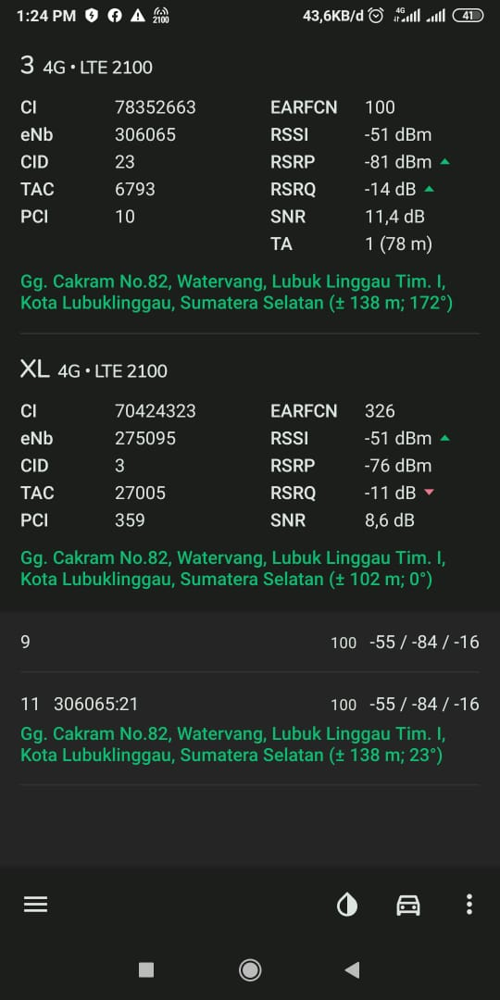 1:24 PM 2100 43,6KB/d 4G 41
3 4G • LTE 2100
CI 78352663 EARFCN 100
eNb 306065 RSSI -51 dBm
CID 23 RSRP -81 dBm
TAC 6793 RSRQ -14 dB
PCI 10 SNR 11,4 dB
TA 1 (78 m)
Gg. Cakram No.82, Watervang, Lubuk Linggau Tim. I,
Kota Lubuklinggau, Sumatera Selatan (± 138 m; 172°)
XL 4G • LTE 2100
CI 70424323 EARFCN 326
eNb 275095 RSSI -51 dBm
CID 3 RSRP -76 dBm
TAC 27005 RSRQ -11 dB
PCI 359 SNR 8,6 dB
Gg. Cakram No.82, Watervang, Lubuk Linggau Tim. I,
Kota Lubuklinggau, Sumatera Selatan (± 102 m; 0°)
9 100 -55 / -84 / -16
11 306065:21 100 -55 / -84 / -16
Gg. Cakram No.82, Watervang, Lubuk Linggau Tim. I,
Kota Lubuklinggau, Sumatera Selatan (± 138 m; 23°)